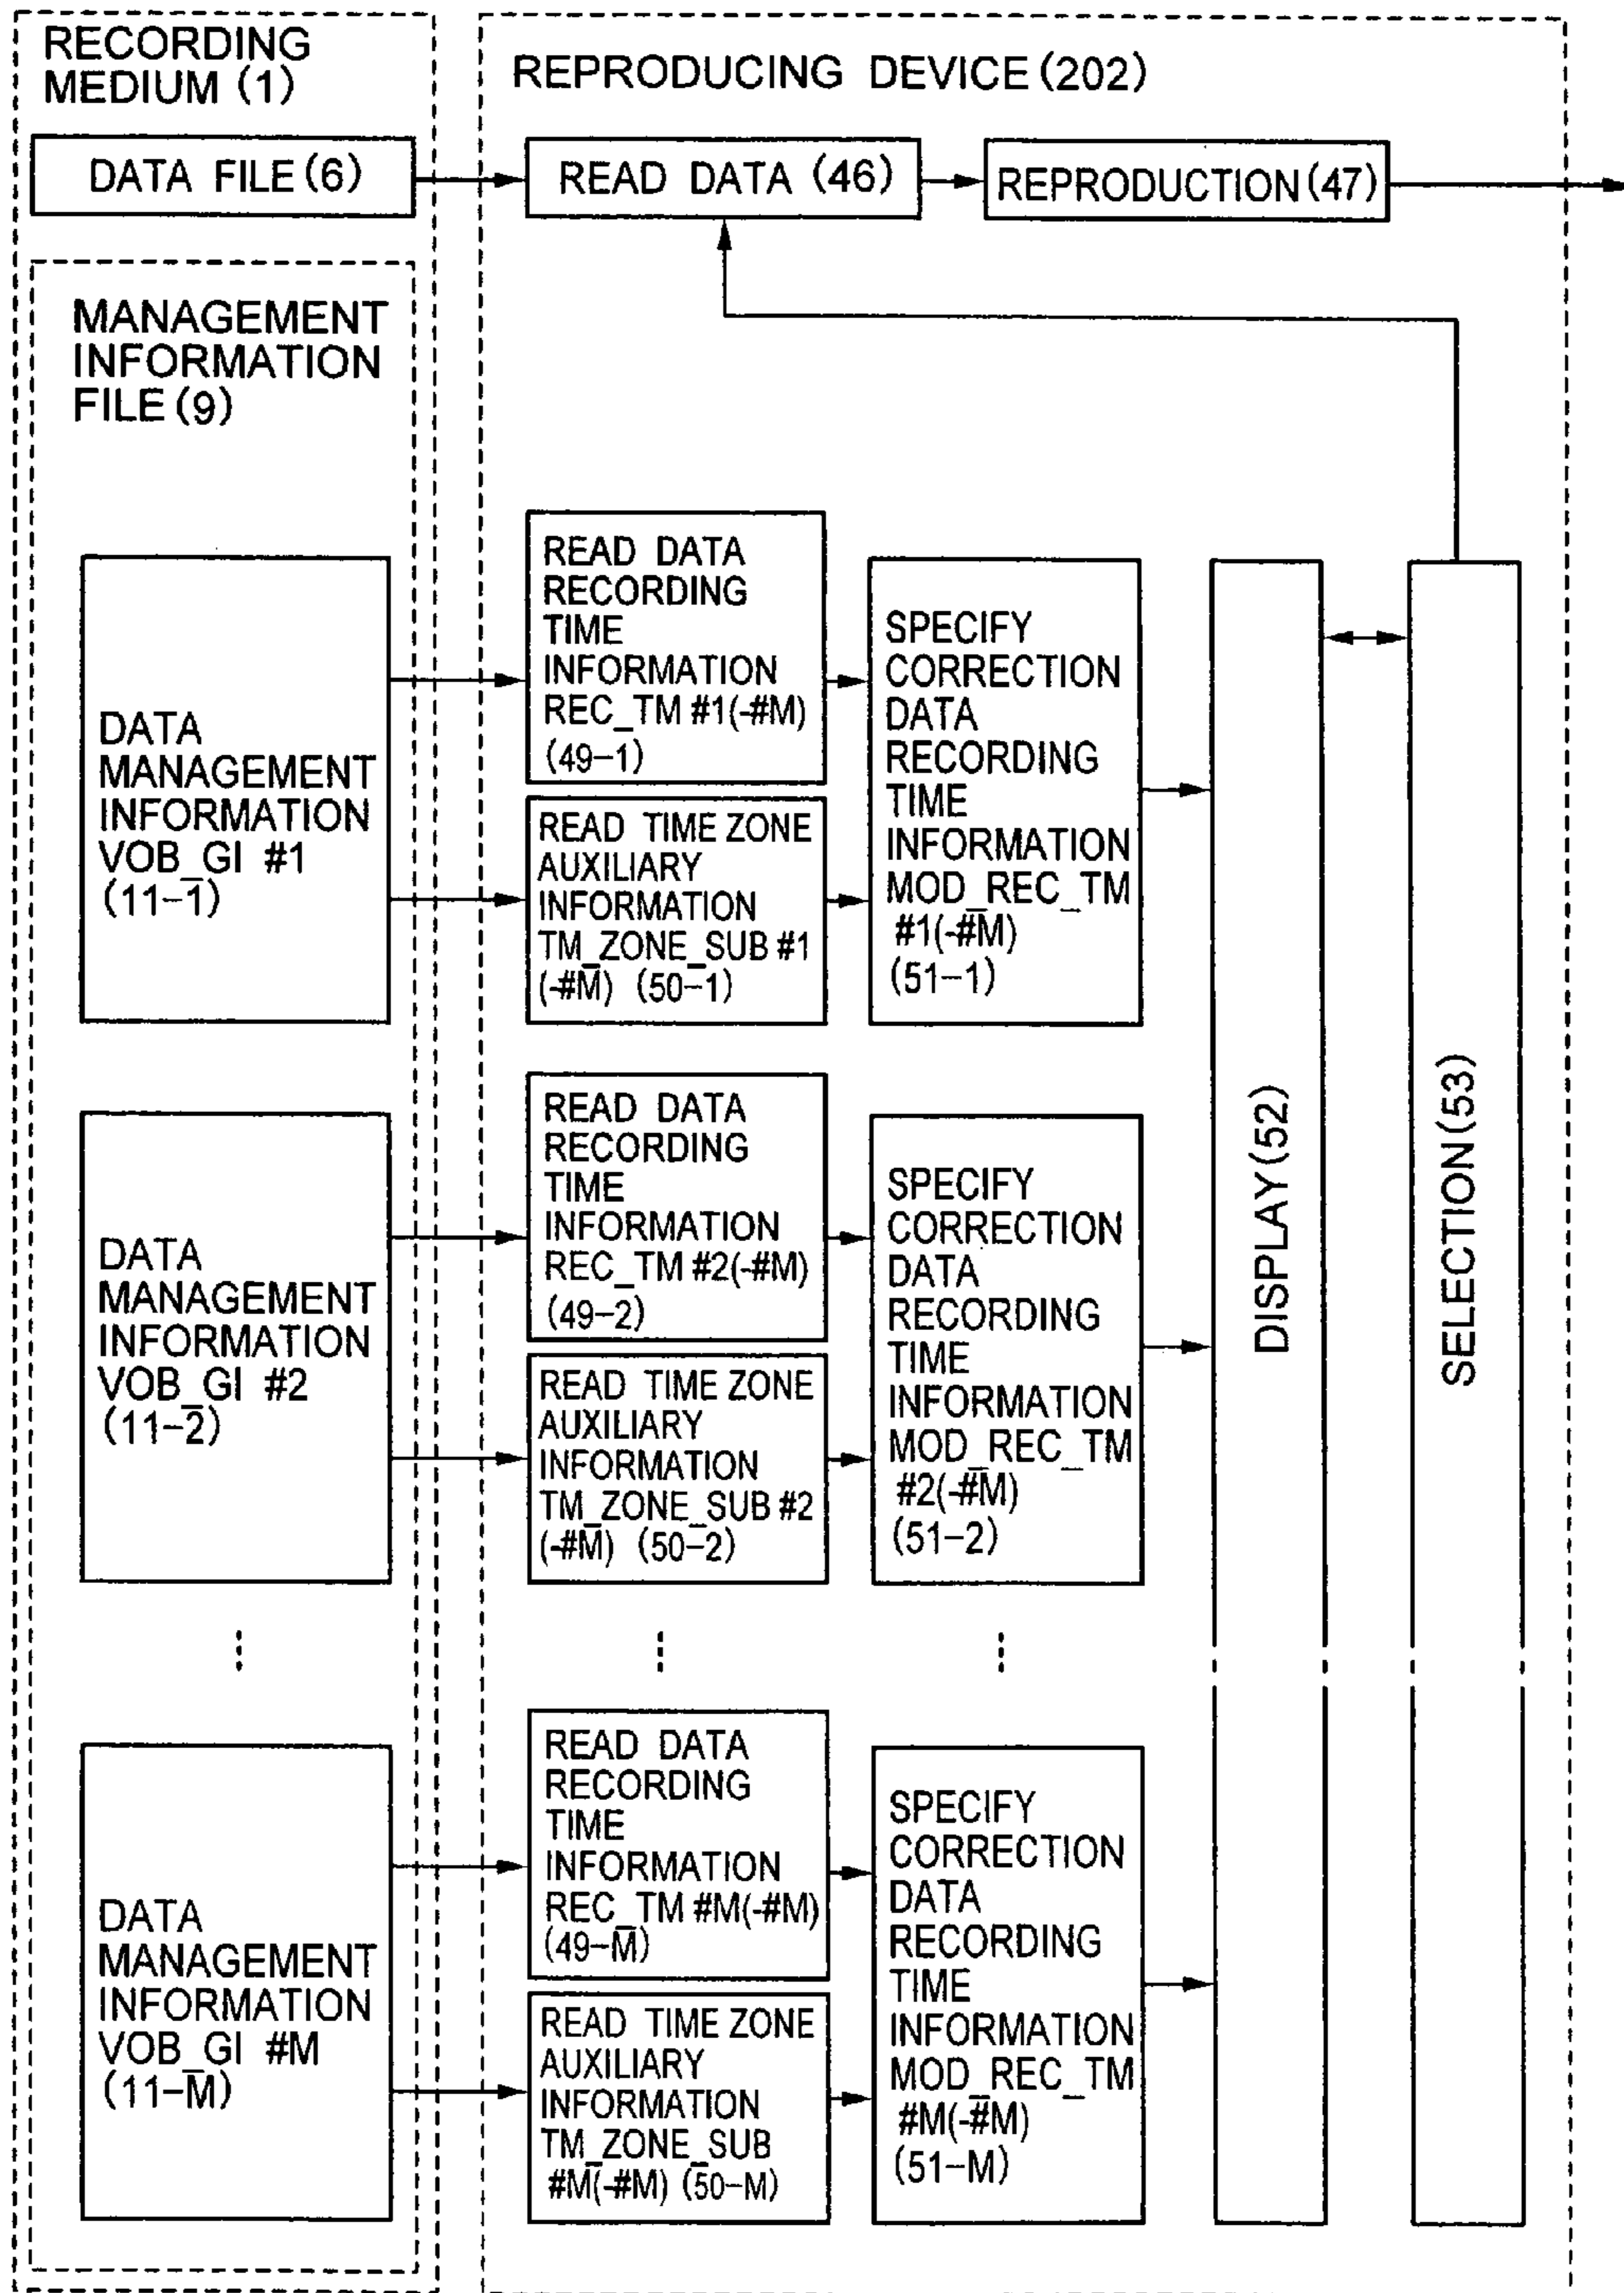 RECORDING
MEDIUM (1)
REPRODUCING DEVICE (202)
DATA FILE (6)
READ DATA (46)
REPRODUCTION (47)
MANAGEMENT
INFORMATION
FILE (9)
DATA
MANAGEMENT
INFORMATION
VOB_GI #1
(11-1)
READ DATA
RECORDING
TIME
INFORMATION
REC_TM #1(-#M)
(49-1)
READ TIME ZONE
AUXILIARY
INFORMATION
TM_ZONE_SUB #1
(-#M) (50-1)
SPECIFY
CORRECTION
DATA
RECORDING
TIME
INFORMATION
MOD_REC_TM
#1(-#M)
(51-1)
DATA
MANAGEMENT
INFORMATION
VOB_GI #2
(11-2)
READ DATA
RECORDING
TIME
INFORMATION
REC_TM #2(-#M)
(49-2)
READ TIME ZONE
AUXILIARY
INFORMATION
TM_ZONE_SUB #2
(-#M) (50-2)
SPECIFY
CORRECTION
DATA
RECORDING
TIME
INFORMATION
MOD_REC_TM
#2(-#M)
(51-2)
DATA
MANAGEMENT
INFORMATION
VOB_GI #M
(11-M)
READ DATA
RECORDING
TIME
INFORMATION
REC_TM #M(-#M)
(49-M)
READ TIME ZONE
AUXILIARY
INFORMATION
TM_ZONE_SUB
#M(-#M) (50-M)
SPECIFY
CORRECTION
DATA
RECORDING
TIME
INFORMATION
MOD_REC_TM
#M(-#M)
(51-M)
DISPLAY (52)
SELECTION (53)